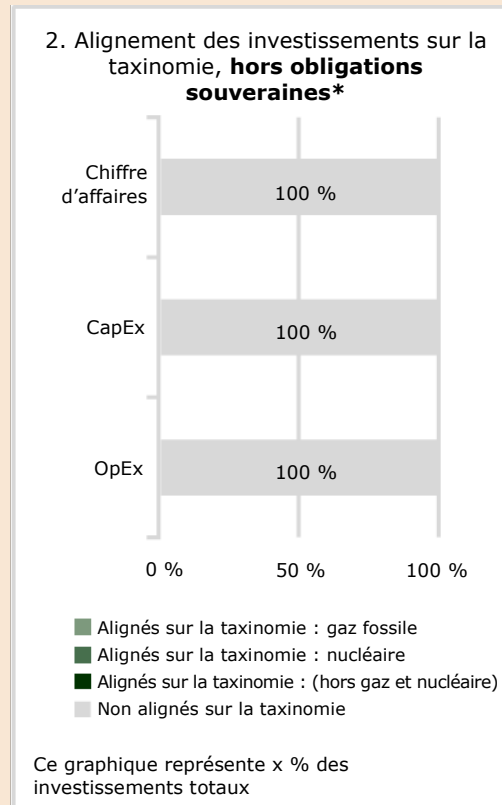 2. Alignement des investissements sur la
taxinomie, hors obligations
souveraines*
Chiffre
d’affaires
100 %
CapEx
100 %
OpEx
100 %
0 %
50 %
100 %
Alignés sur la taxinomie : gaz fossile
Alignés sur la taxinomie : nucléaire
Alignés sur la taxinomie : (hors gaz et nucléaire)
Non alignés sur la taxinomie
Ce graphique représente x % des
investissements totaux